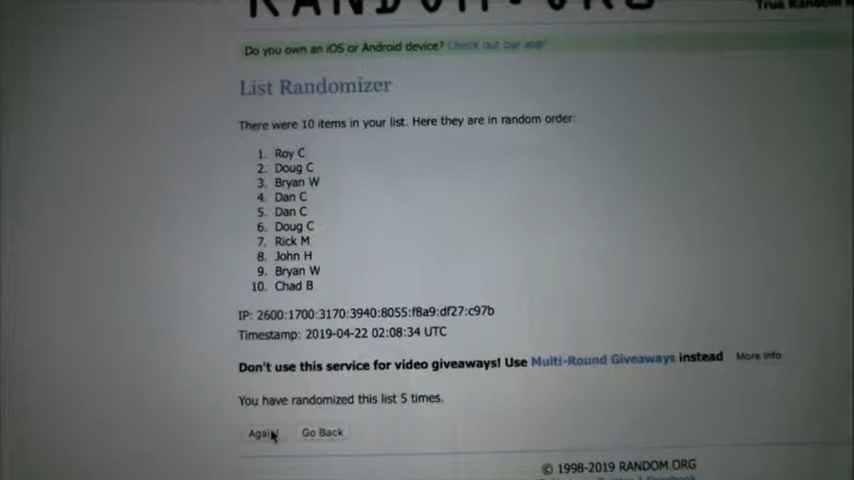 RANDOM.ORG
True Random
Do you own an iOS or Android device? Check out our app!
List Randomizer
There were 10 items in your list. Here they are in random order:
1. Roy C
2. Doug C
3. Bryan W
4. Dan C
5. Dan C
6. Doug C
7. Rick M
8. John H
9. Bryan W
10. Chad B
IP: 2600:1700:3170:3940:8055:f8a9:df27:c97b
Timestamp: 2019-04-22 02:08:34 UTC
Don't use this service for video giveaways! Use Multi-Round Giveaways instead More info
You have randomized this list 5 times.
Again! Go Back
© 1998-2019 RANDOM.ORG